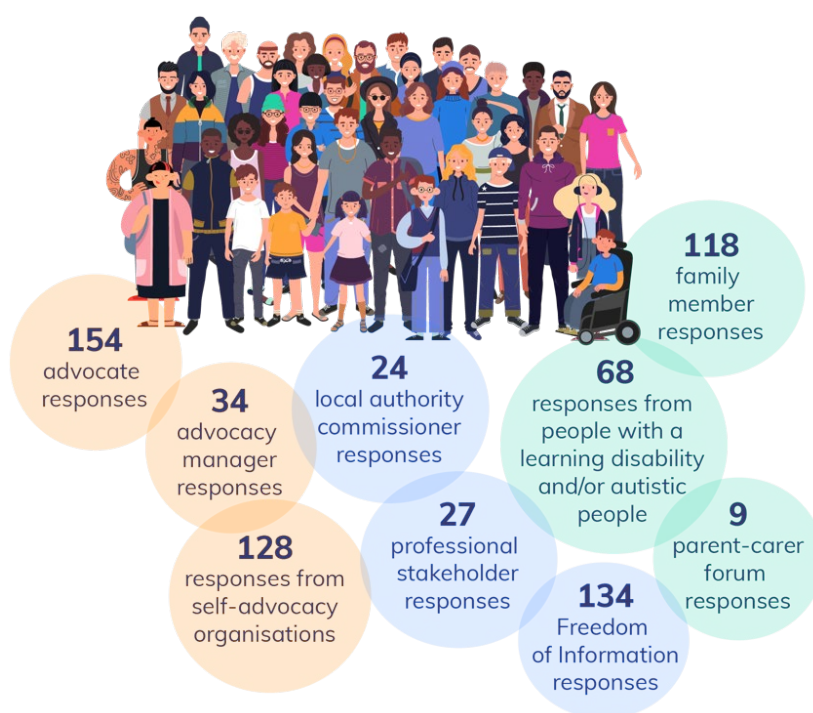 118
family
member
responses
154
advocate
responses
34
advocacy
manager
responses
24
local authority
commissioner
responses
68
responses from
people with a
learning disability
and/or autistic
people
128
responses from
self-advocacy
organisations
27
professional
stakeholder
responses
134
Freedom
of Information
responses
9
parent-carer
forum
responses